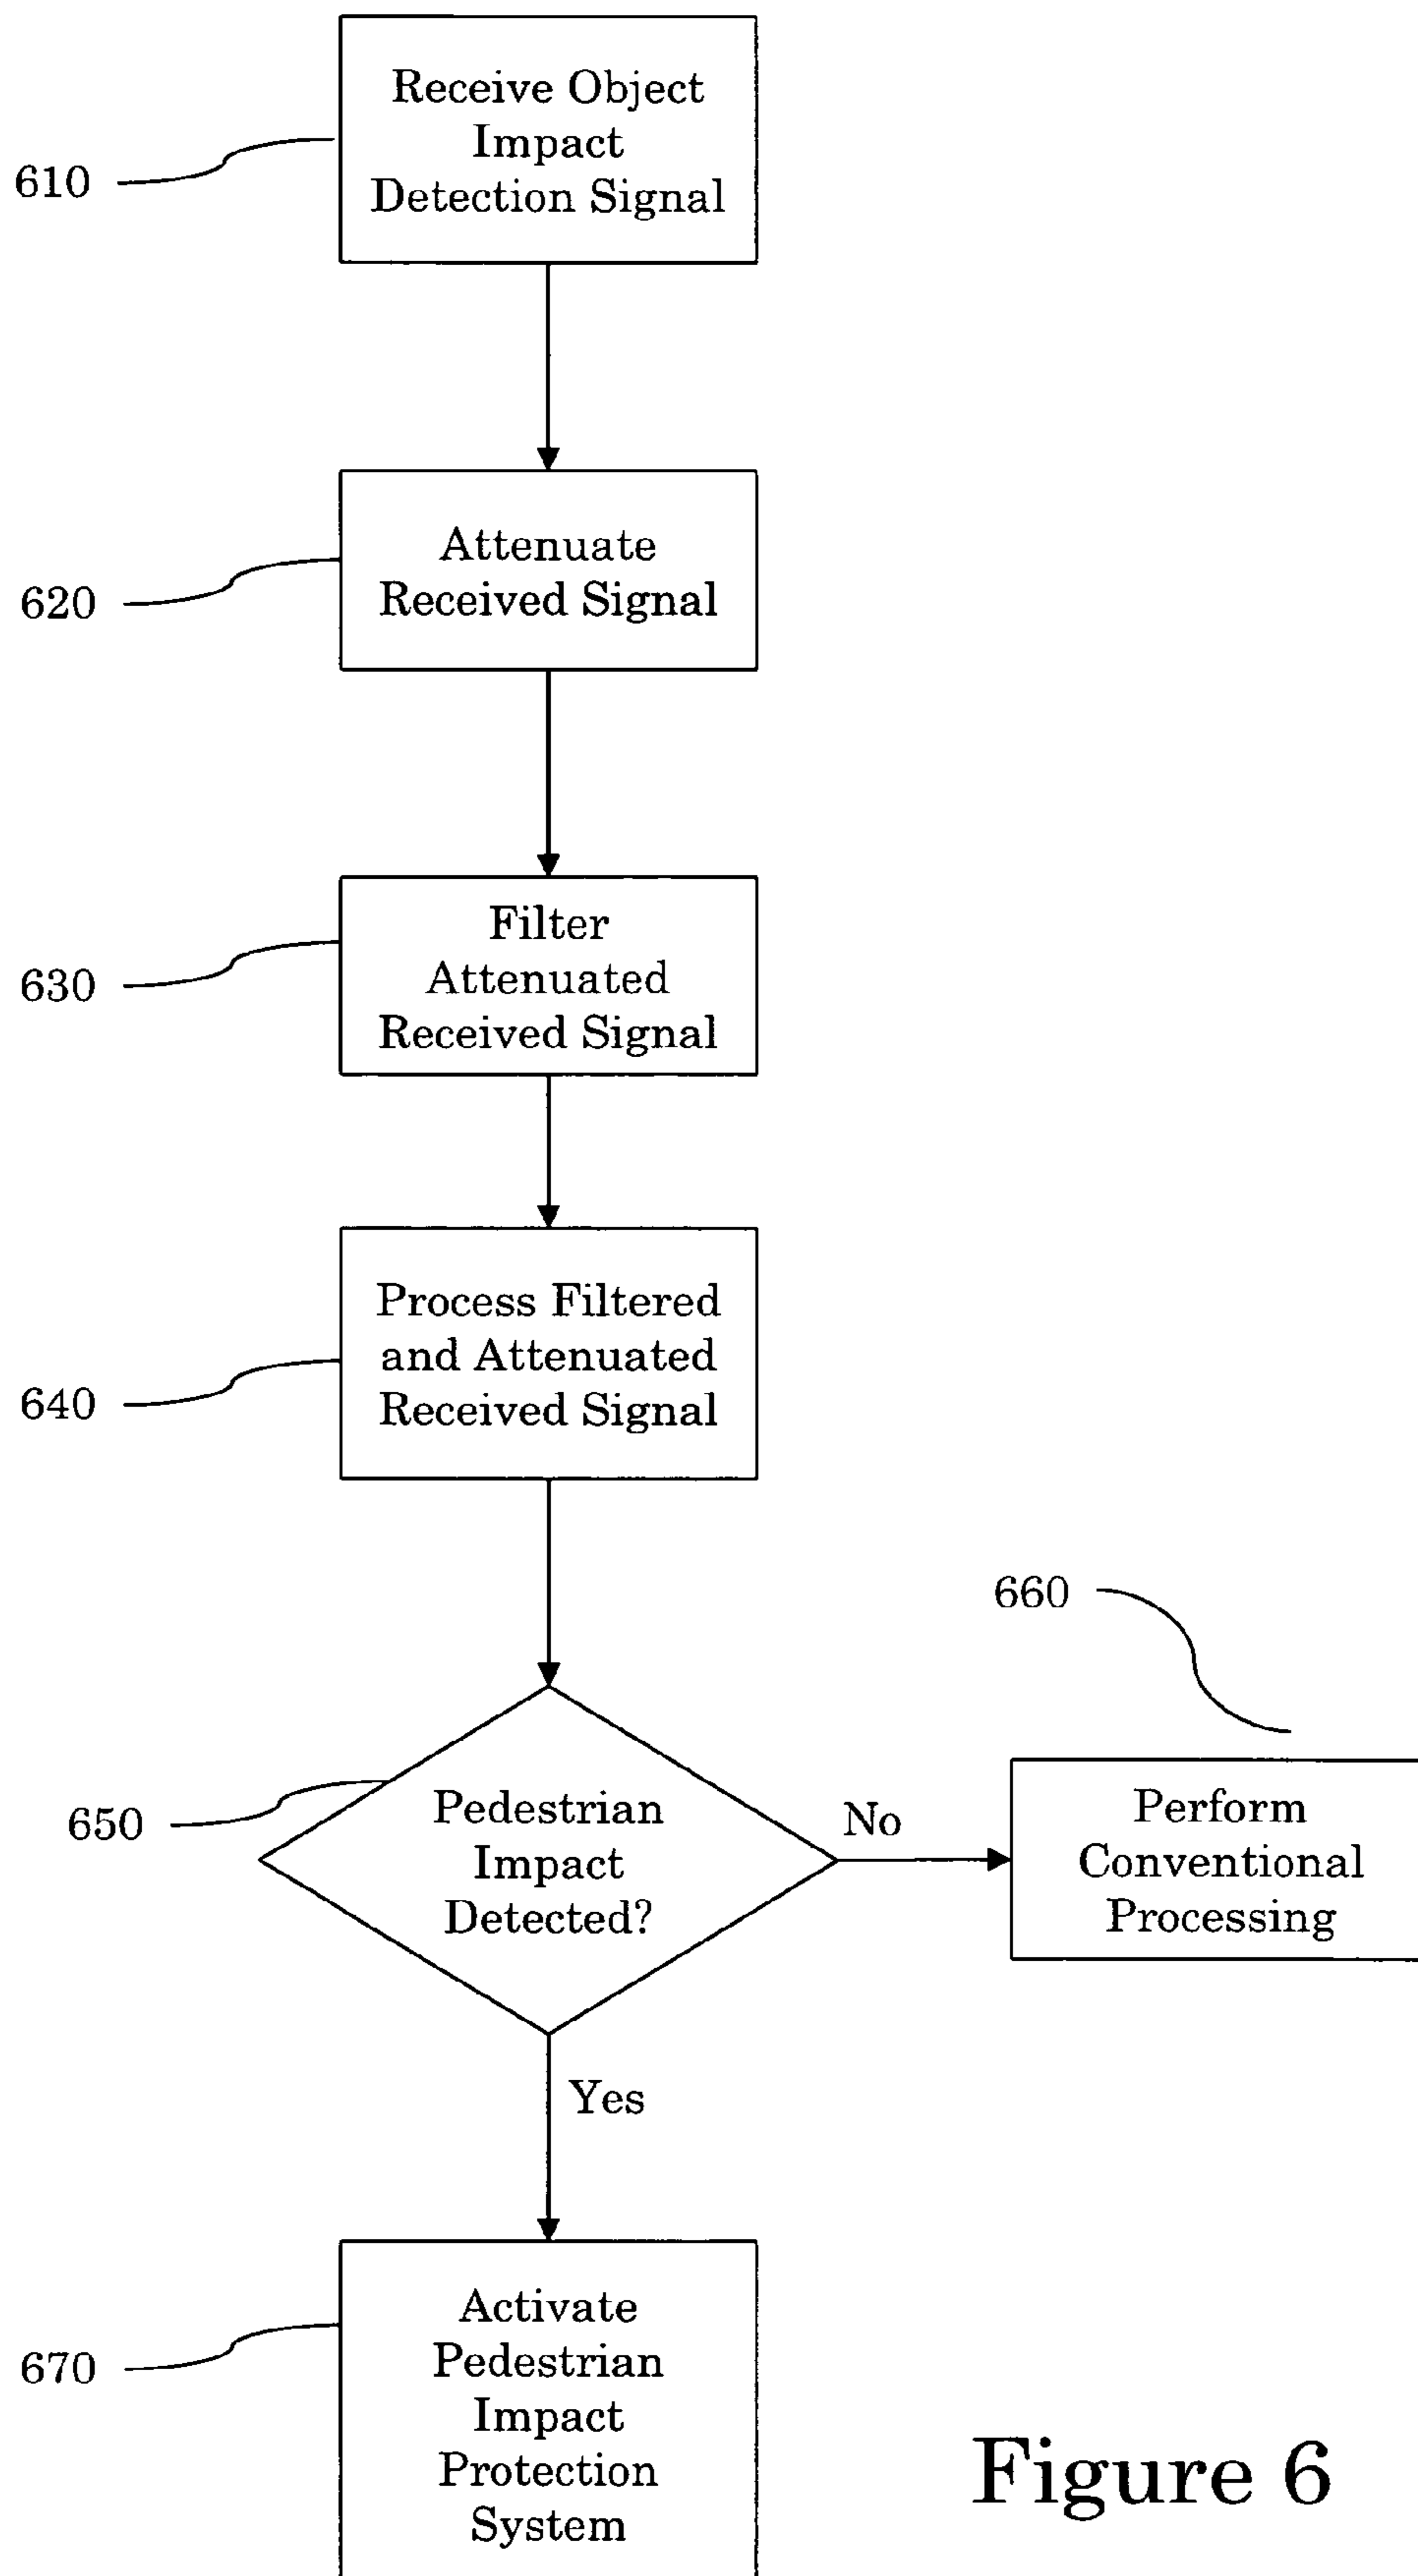 Receive Object
Impact
Detection Signal
610
Attenuate
Received Signal
620
Filter
Attenuated
Received Signal
630
Process Filtered
and Attenuated
Received Signal
640
660
Pedestrian
Impact
Detected?
650
No
Perform
Conventional
Processing
Yes
Activate
Pedestrian
Impact
Protection
System
670
Figure 6